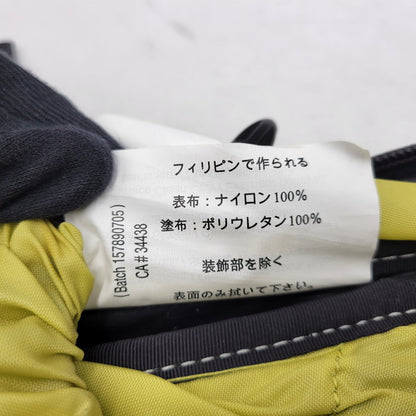 フィリピンで作られる
表布：ナイロン100%
塗布：ポリウレタン100%
装飾部を除く
表面のみ拭いて下さい。
(Batch 157890705)
CA# 34438